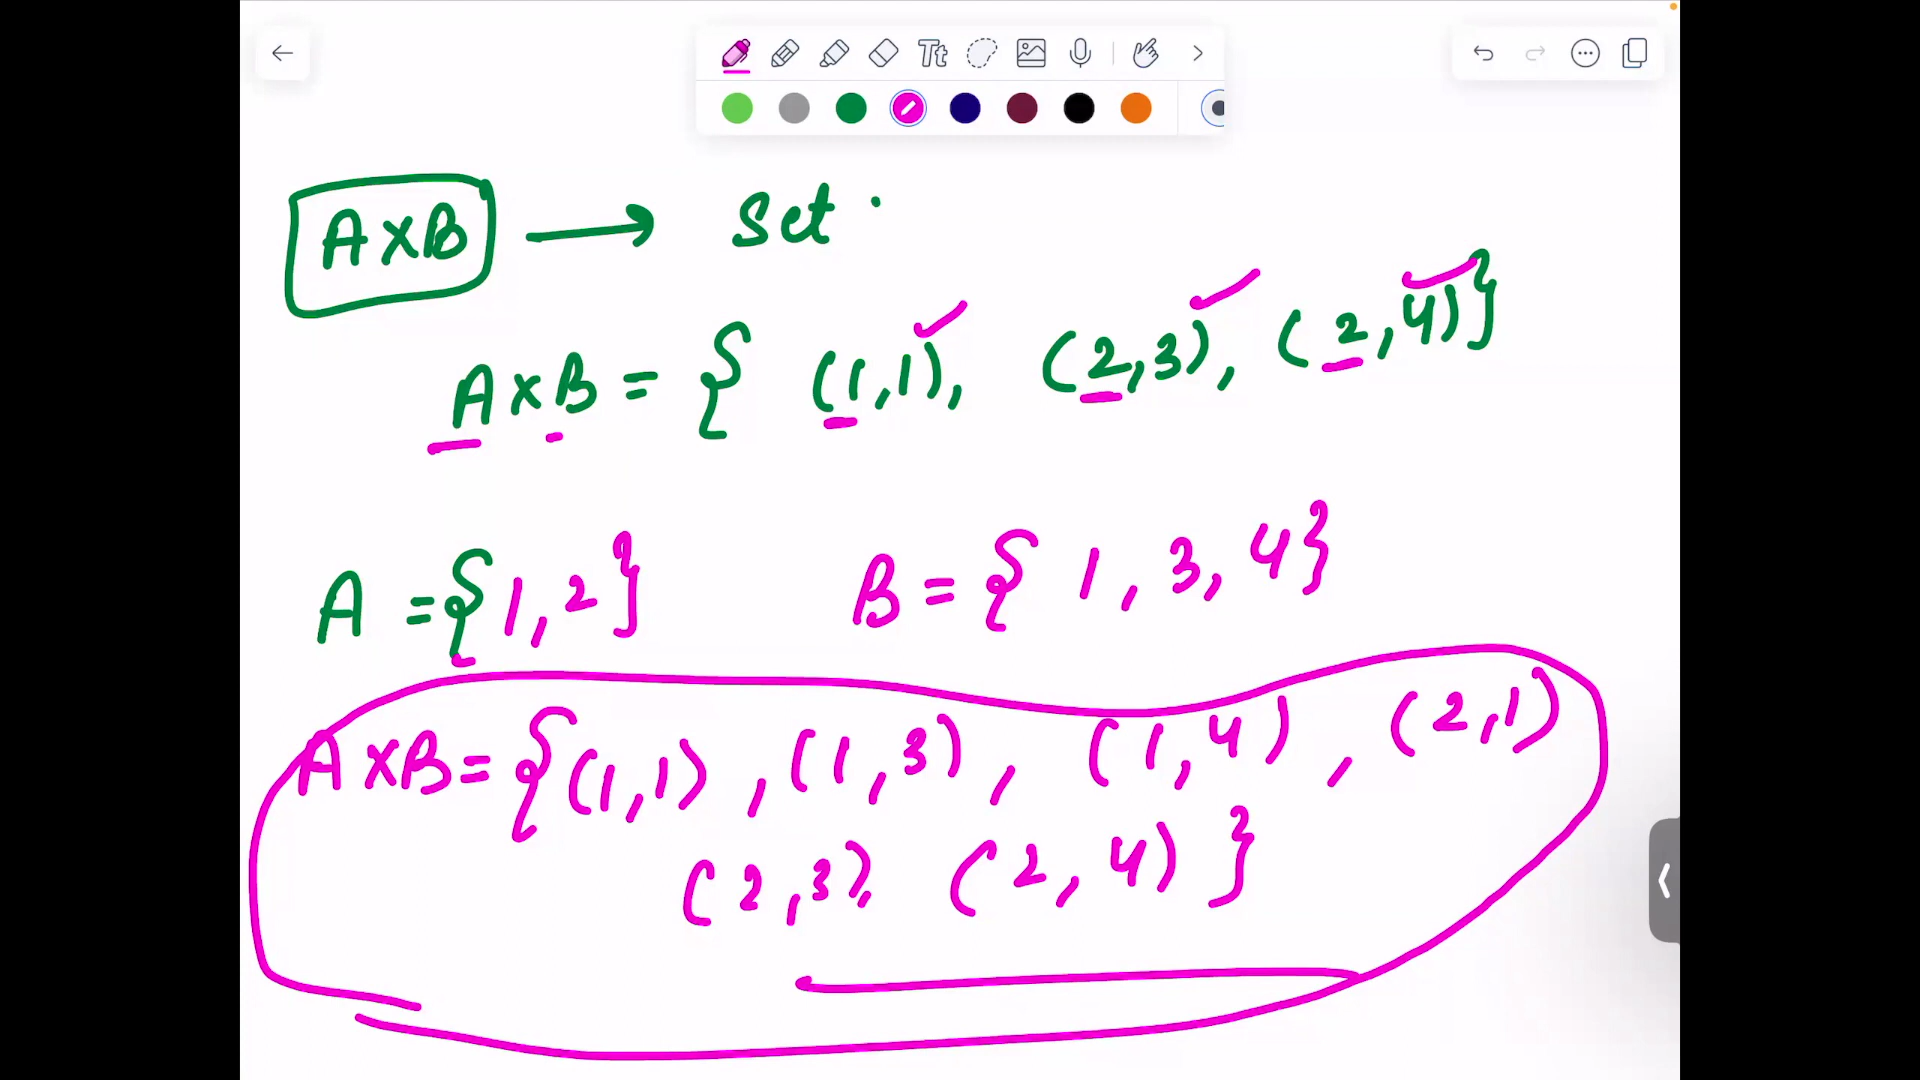 Tt
A×B → Set.
A×B = { (1,1), (2,3), (2,4)}
A = {1,2} B = { 1, 3, 4}
A×B = {(1,1), (1,3), (1,4), (2,1)
(2,3), (2,4) }